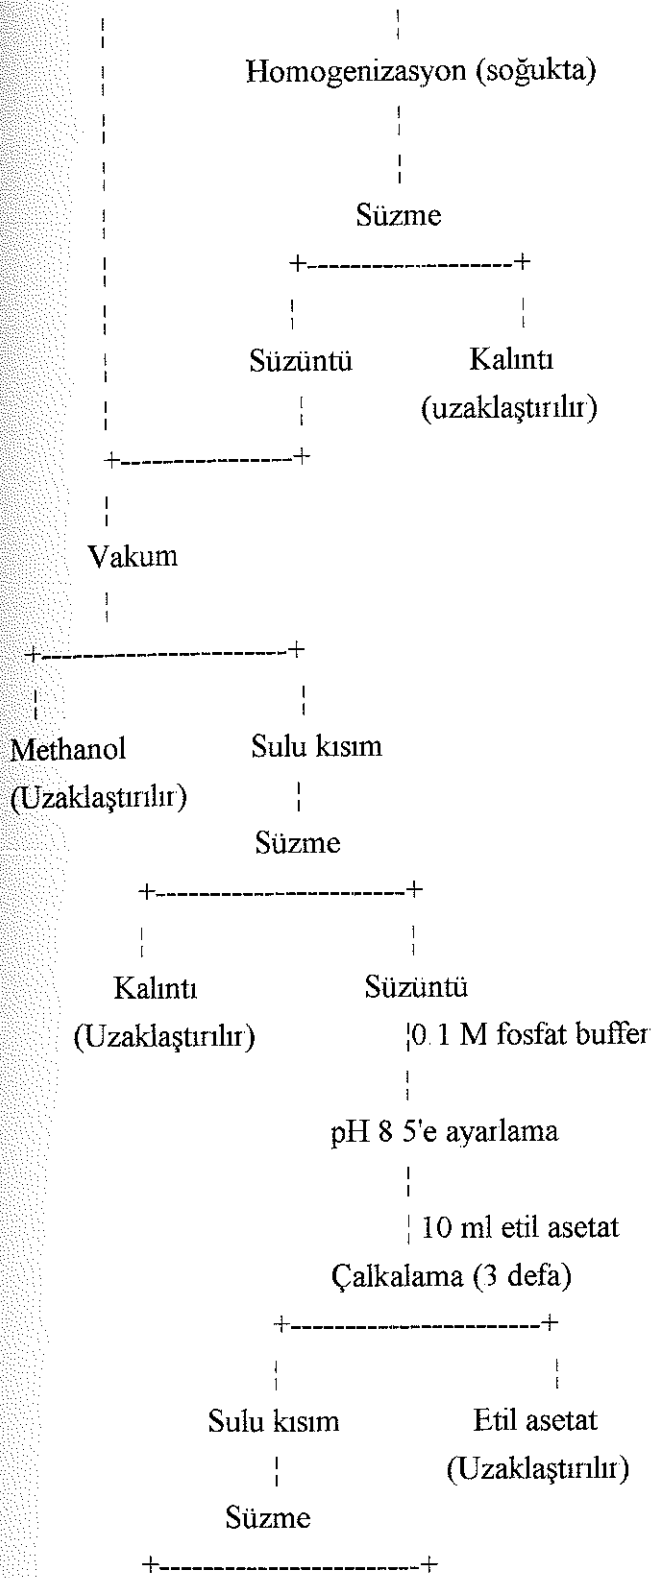 Homogenizasyon (soğukta)
Süzme
Süzüntü Kalıntı
(uzaklaştırılır)
Vakum
Methanol Sulu kısım
(Uzaklaştırılır)
Süzme
Kalıntı Süzüntü
(Uzaklaştırılır) 0.1 M fosfat buffer
pH 8 5'e ayarlama
10 ml etil asetat
Çalkalama (3 defa)
Sulu kısım Etil asetat
(Uzaklaştırılır)
Süzme